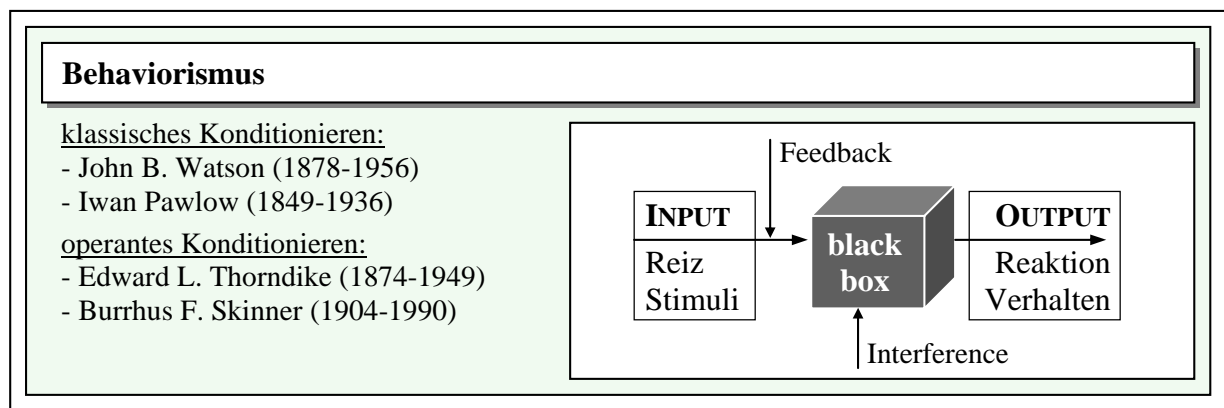 Behaviorismus
klassisches Konditionieren:
- John B. Watson (1878-1956)
- Iwan Pawlow (1849-1936)
operantes Konditionieren:
- Edward L. Thorndike (1874-1949)
- Burrhus F. Skinner (1904-1990)
Feedback
INPUT
Reiz
Stimuli
black
box
OUTPUT
Reaktion
Verhalten
Interference